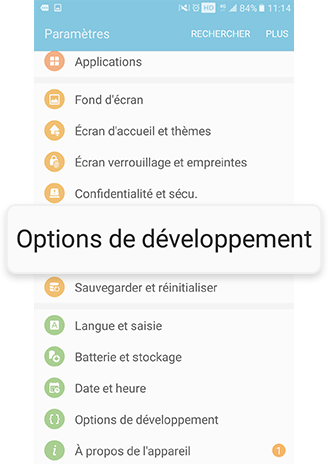 HD 4G 84% 11:14
Paramètres RECHERCHER PLUS
Applications
Fond d'écran
Écran d'accueil et thèmes
Écran verrouillage et empreintes
Confidentialité et sécu.
Options de développement
Sauvegarder et réinitialiser
A Langue et saisie
Batterie et stockage
Date et heure
{} Options de développement
i À propos de l'appareil 1